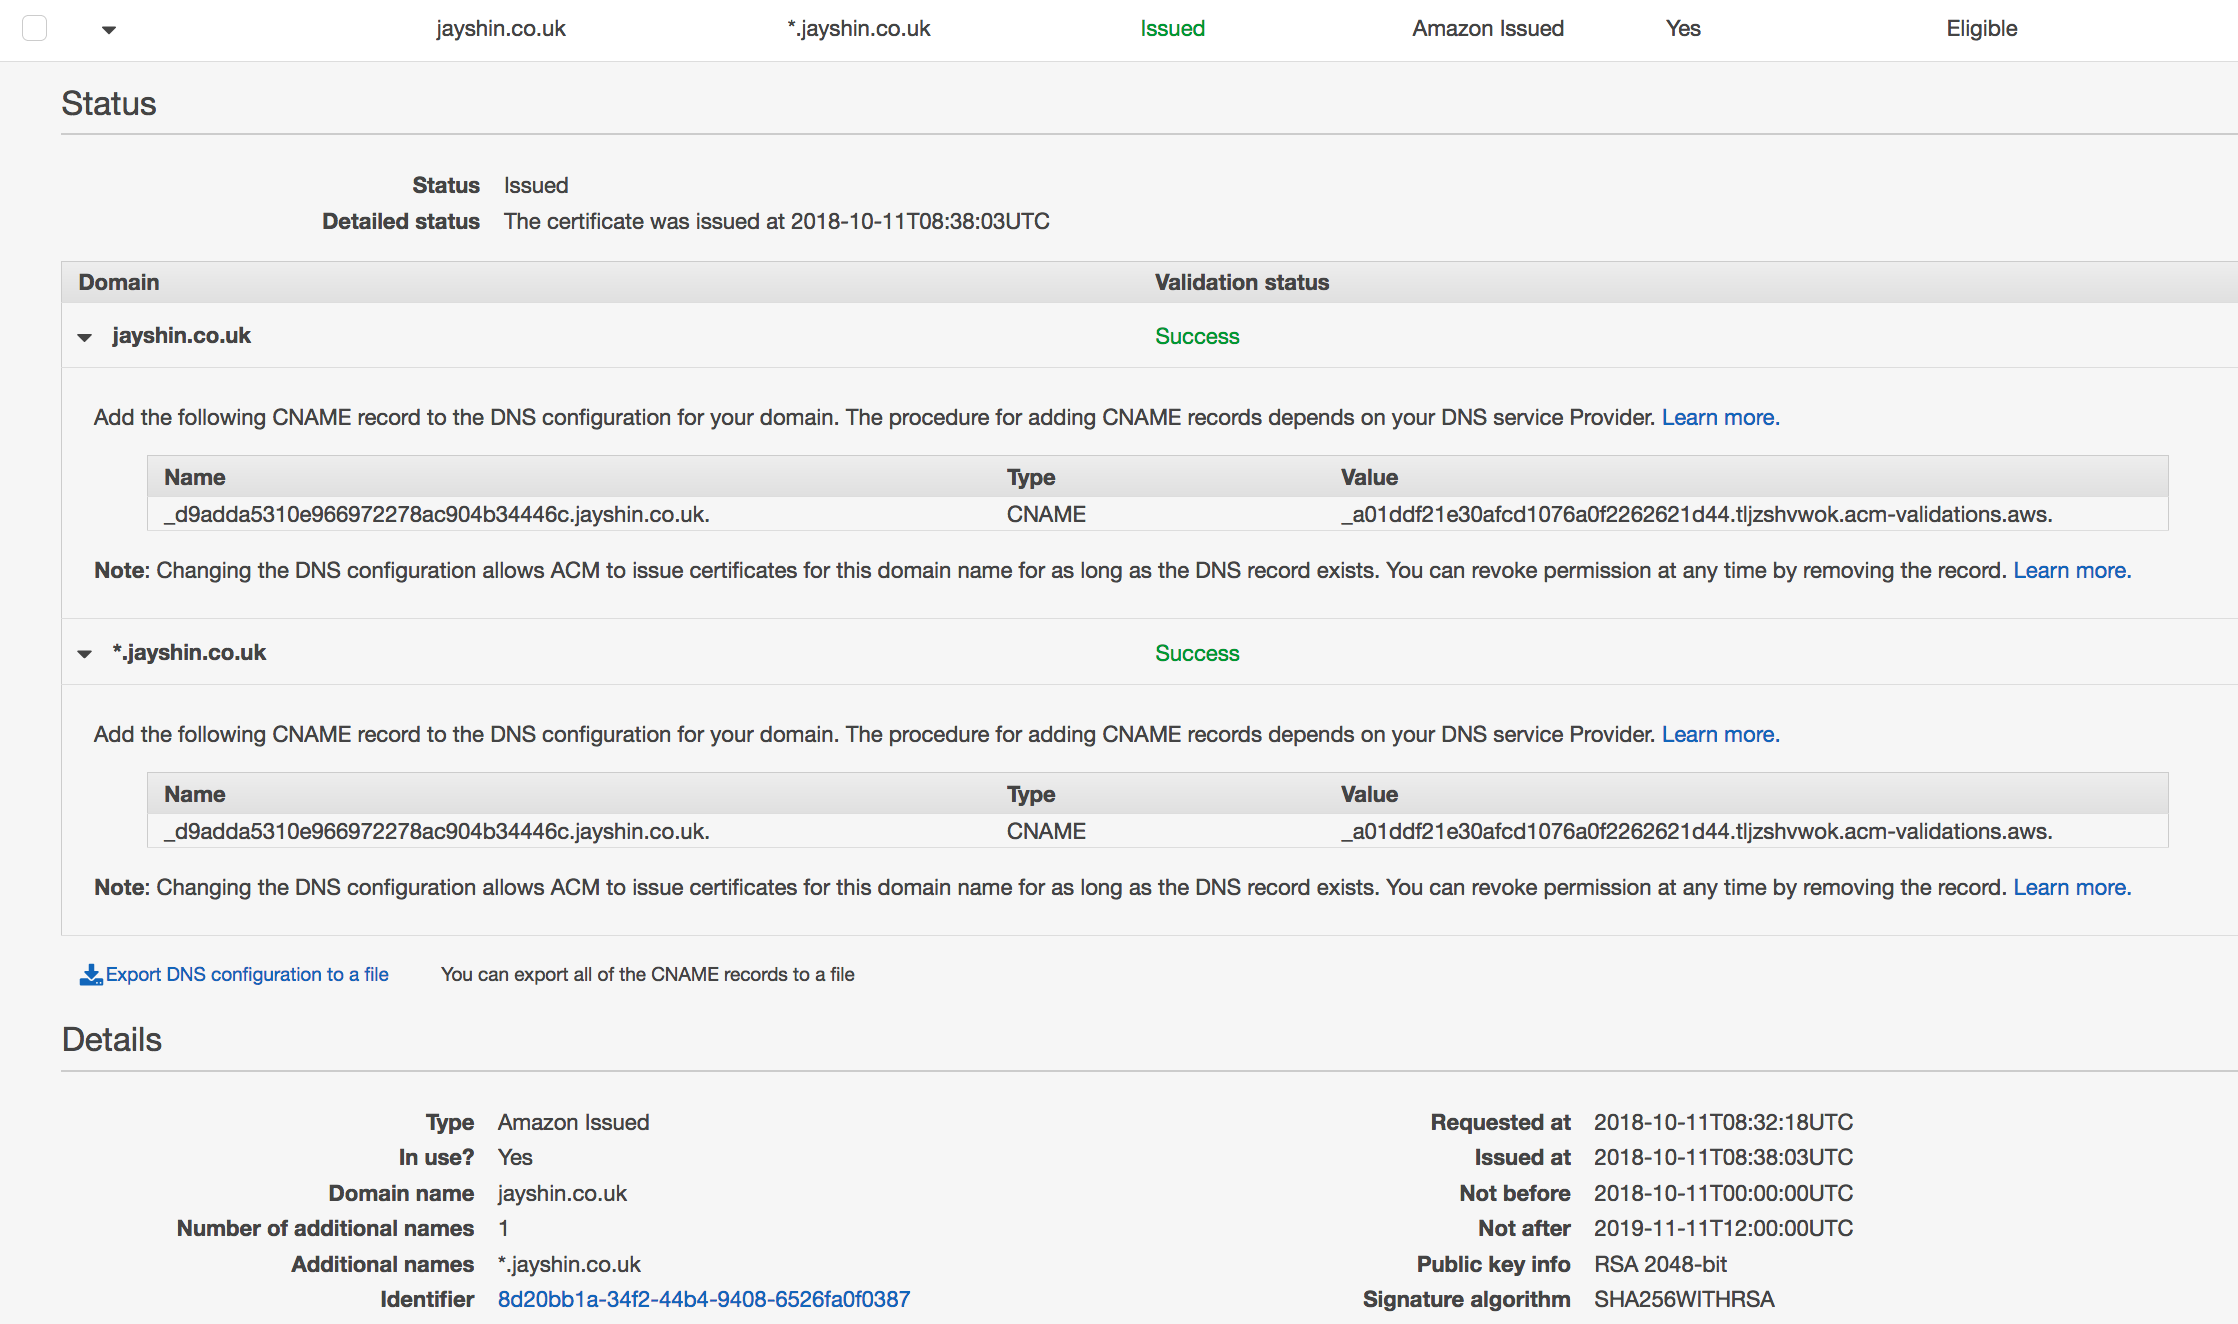 jayshin.co.uk *.jayshin.co.uk Issued Amazon Issued Yes Eligible
Status
Status Issued
Detailed status The certificate was issued at 2018-10-11T08:38:03UTC
Domain Validation status
jayshin.co.uk Success
Add the following CNAME record to the DNS configuration for your domain. The procedure for adding CNAME records depends on your DNS service Provider. Learn more.
Name Type Value
_d9adda5310e966972278ac904b34446c.jayshin.co.uk. CNAME _a01ddf21e30afcd1076a0f2262621d44.tljzshvwok.acm-validations.aws.
Note: Changing the DNS configuration allows ACM to issue certificates for this domain name for as long as the DNS record exists. You can revoke permission at any time by removing the record. Learn more.
*.jayshin.co.uk Success
Add the following CNAME record to the DNS configuration for your domain. The procedure for adding CNAME records depends on your DNS service Provider. Learn more.
Name Type Value
_d9adda5310e966972278ac904b34446c.jayshin.co.uk. CNAME _a01ddf21e30afcd1076a0f2262621d44.tljzshvwok.acm-validations.aws.
Note: Changing the DNS configuration allows ACM to issue certificates for this domain name for as long as the DNS record exists. You can revoke permission at any time by removing the record. Learn more.
Export DNS configuration to a file You can export all of the CNAME records to a file
Details
Type Amazon Issued Requested at 2018-10-11T08:32:18UTC
In use? Yes Issued at 2018-10-11T08:38:03UTC
Domain name jayshin.co.uk Not before 2018-10-11T00:00:00UTC
Number of additional names 1 Not after 2019-11-11T12:00:00UTC
Additional names *.jayshin.co.uk Public key info RSA 2048-bit
Identifier 8d20bb1a-34f2-44b4-9408-6526fa0f0387 Signature algorithm SHA256WITHRSA